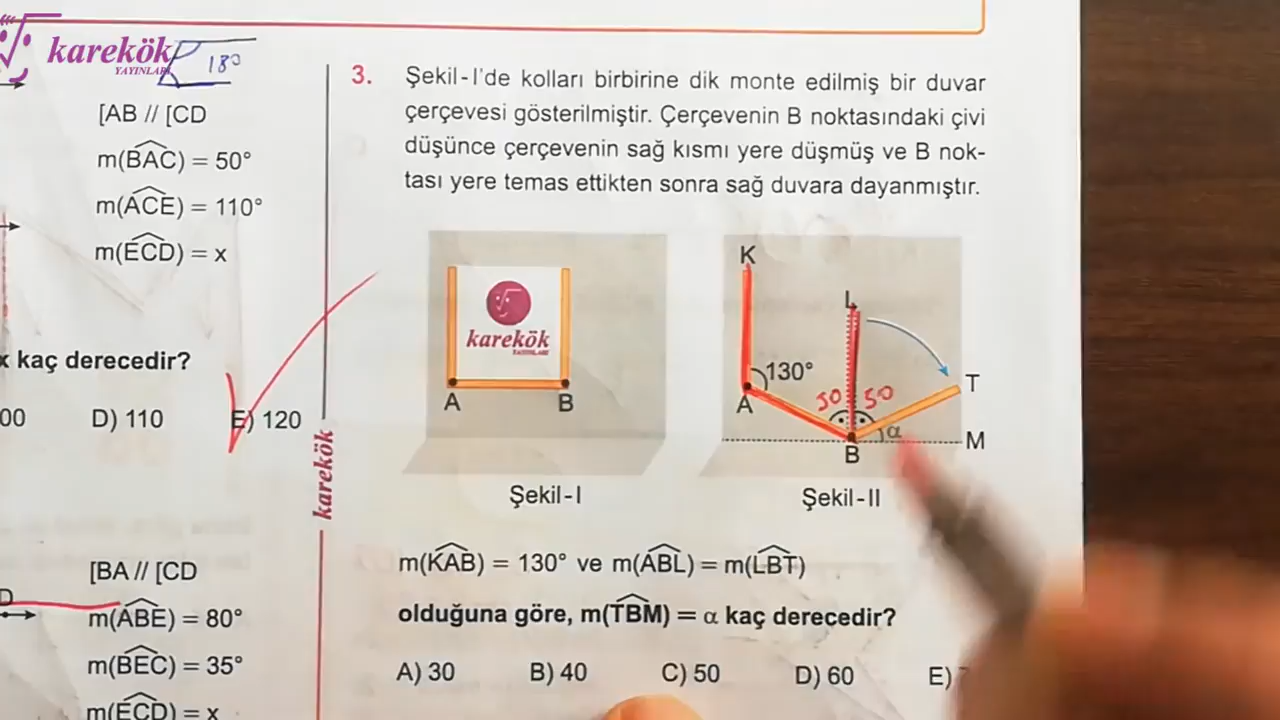 karekök
YAYINLARI
18°
[AB // [CD
m(BAC) = 50°
m(ACE) = 110°
m(ECD) = x
x kaç derecedir?
00 D) 110 E) 120
karekök
D
[BA // [CD
m(ABE) = 80°
m(BEC) = 35°
m(ECD) = x
3. Şekil-I'de kolları birbirine dik monte edilmiş bir duvar
çerçevesi gösterilmiştir. Çerçevenin B noktasındaki çivi
düşünce çerçevenin sağ kısmı yere düşmüş ve B nok-
tası yere temas ettikten sonra sağ duvara dayanmıştır.
karekök
YAYINLARI
A B
Şekil-I
K
L
130°
T
A
50 50
α
M
B
Şekil-II
m(KAB) = 130° ve m(ABL) = m(LBT)
olduğuna göre, m(TBM) = α kaç derecedir?
A) 30 B) 40 C) 50 D) 60 E)